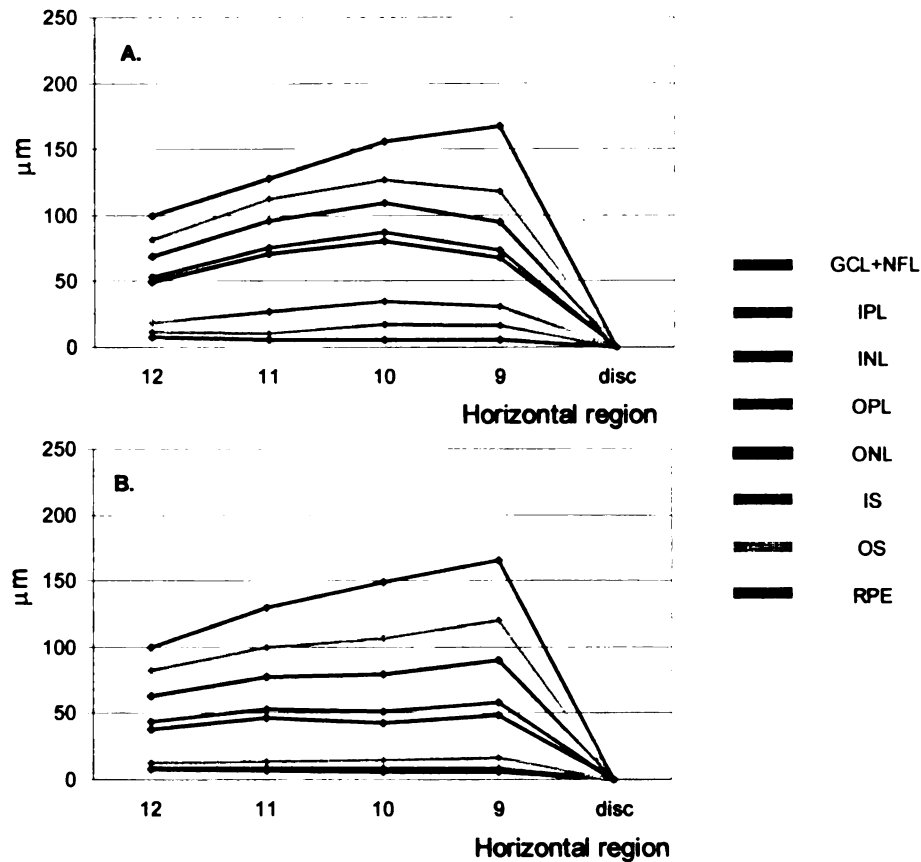 250
A.
200
150
μm
100
50
0
12 11 10 9 disc
Horizontal region
250
B.
200
150
μm
100
50
0
12 11 10 9 disc
Horizontal region
GCL+NFL
IPL
INL
OPL
ONL
IS
OS
RPE